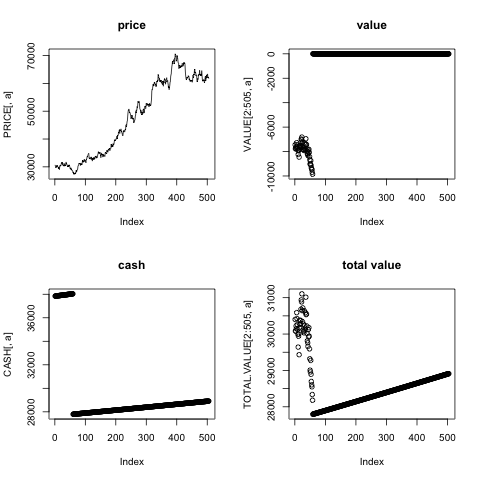 price
PRICE[, a]
30000 50000 70000
0 100 200 300 400 500
Index
value
VALUE[2:505, a]
-10000 -6000 -2000 0
0 100 200 300 400 500
Index
cash
CASH[, a]
28000 32000 36000
0 100 200 300 400 500
Index
total value
TOTAL.VALUE[2:505, a]
28000 29000 30000 31000
0 100 200 300 400 500
Index